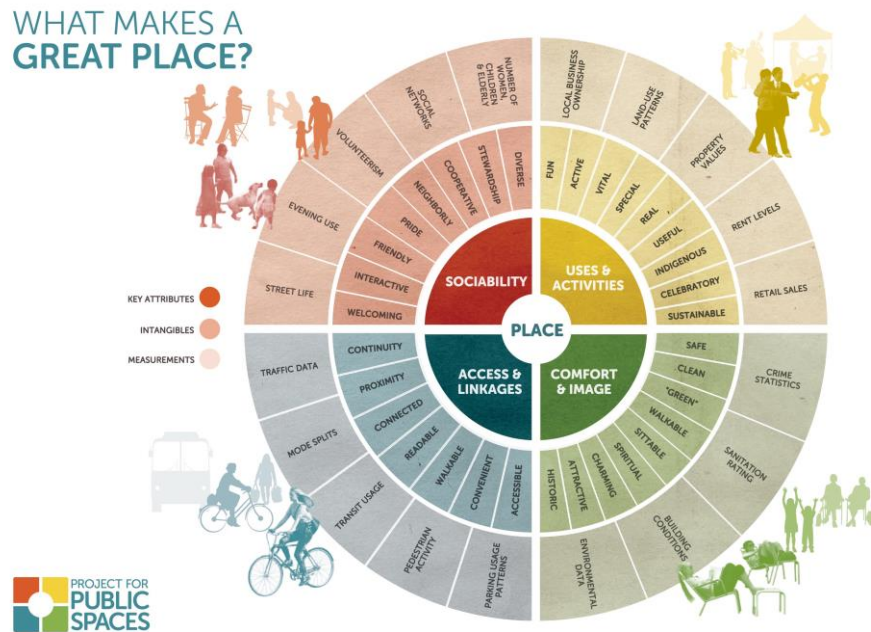 WHAT MAKES A
GREAT PLACE?
KEY ATTRIBUTES
INTANGIBLES
MEASUREMENTS
PLACE
SOCIABILITY
WELCOMING
INTERACTIVE
FRIENDLY
PRIDE
NEIGHBORLY
COOPERATIVE
STEWARDSHIP
DIVERSE
STREET LIFE
EVENING USE
VOLUNTEERISM
SOCIAL
NETWORKS
NUMBER OF
WOMEN,
CHILDREN
& ELDERLY
USES &
ACTIVITIES
FUN
ACTIVE
VITAL
SPECIAL
REAL
USEFUL
INDIGENOUS
CELEBRATORY
SUSTAINABLE
LOCAL BUSINESS
OWNERSHIP
LAND-USE
PATTERNS
PROPERTY
VALUES
RENT LEVELS
RETAIL SALES
ACCESS &
LINKAGES
CONTINUITY
PROXIMITY
CONNECTED
READABLE
WALKABLE
CONVENIENT
ACCESSIBLE
TRAFFIC DATA
MODE SPLITS
TRANSIT USAGE
PEDESTRIAN
ACTIVITY
PARKING USAGE
PATTERNS
COMFORT
& IMAGE
SAFE
CLEAN
"GREEN"
WALKABLE
SITTABLE
SPIRITUAL
CHARMING
ATTRACTIVE
HISTORIC
CRIME
STATISTICS
SANITATION
RATING
BUILDING
CONDITIONS
ENVIRONMENTAL
DATA
PROJECT FOR
PUBLIC
SPACES